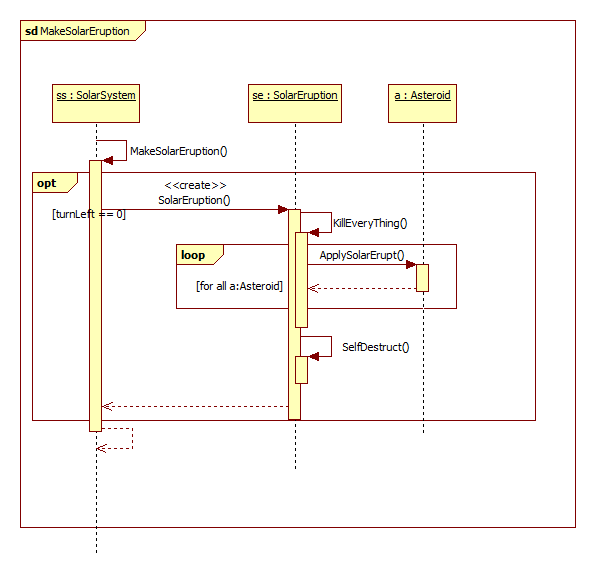 sd MakeSolarEruption
ss : SolarSystem
se : SolarEruption
a : Asteroid
MakeSolarEruption()
opt
<<create>>
SolarEruption()
[turnLeft == 0]
KillEveryThing()
loop
ApplySolarErupt()
[for all a:Asteroid]
SelfDestruct()